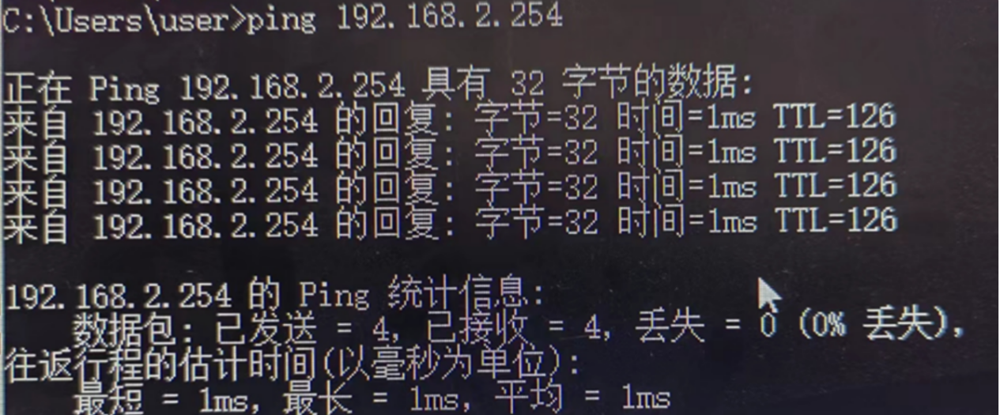 C:\Users\user>ping 192.168.2.254
正在 Ping 192.168.2.254 具有 32 字节的数据:
来自 192.168.2.254 的回复: 字节=32 时间=1ms TTL=126
来自 192.168.2.254 的回复: 字节=32 时间=1ms TTL=126
来自 192.168.2.254 的回复: 字节=32 时间=1ms TTL=126
来自 192.168.2.254 的回复: 字节=32 时间=1ms TTL=126
192.168.2.254 的 Ping 统计信息:
数据包: 已发送 = 4, 已接收 = 4, 丢失 = 0 (0% 丢失),
往返行程的估计时间(以毫秒为单位):
最短 = 1ms, 最长 = 1ms, 平均 = 1ms